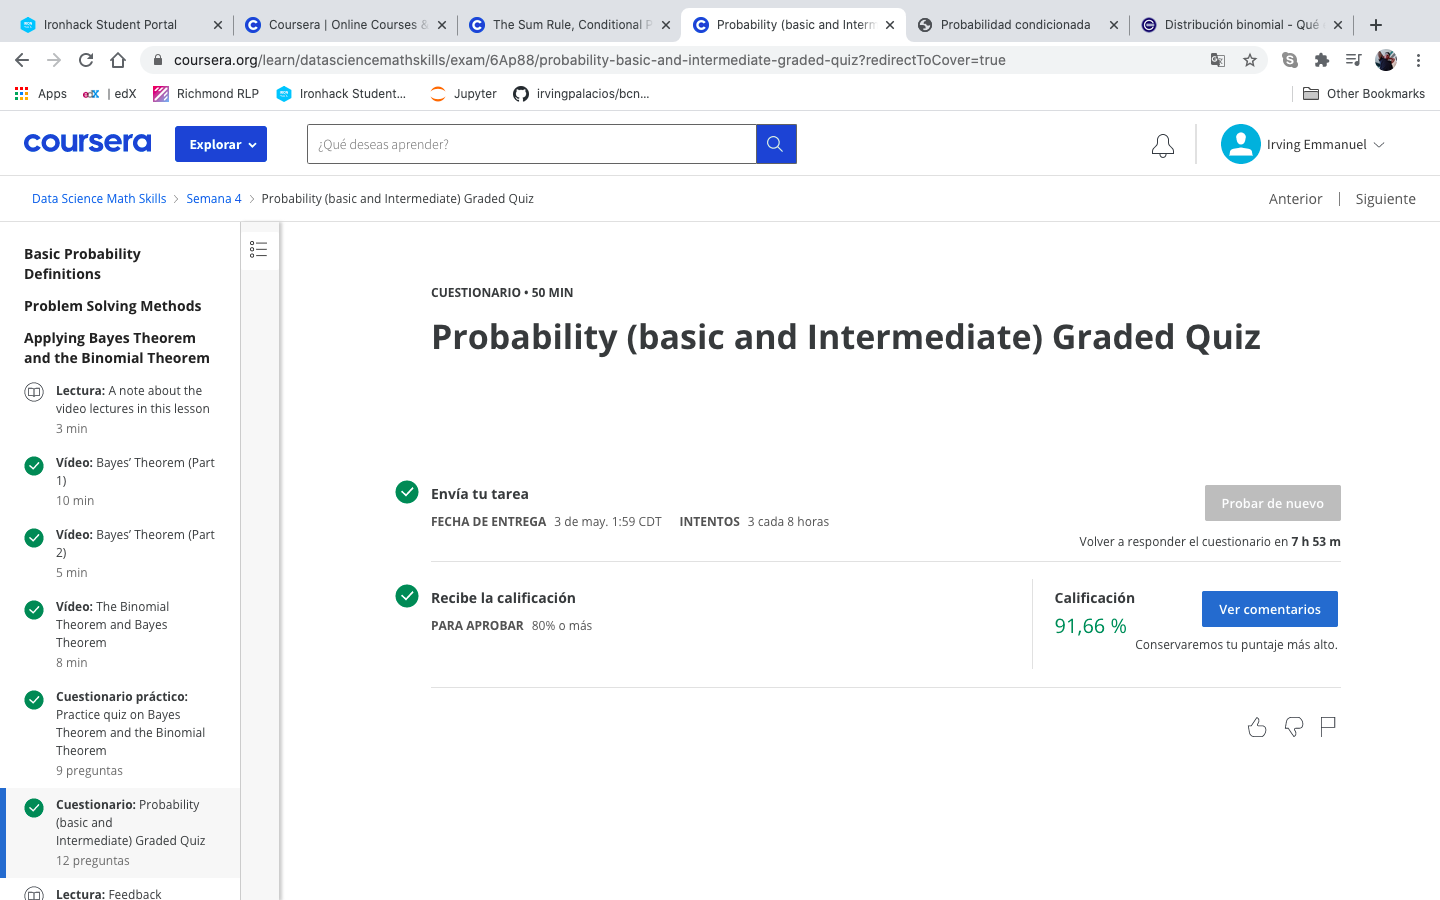 Ironhack Student Portal
Coursera | Online Courses &
The Sum Rule, Conditional P
Probability (basic and Interm
Probabilidad condicionada
Distribución binomial - Qué
coursera.org/learn/datasciencemathskills/exam/6Ap88/probability-basic-and-intermediate-graded-quiz?redirectToCover=true
Apps
edX | edX
Richmond RLP
Ironhack Student...
Jupyter
irvingpalacios/bcn...
Other Bookmarks
coursera
Explorar
¿Qué deseas aprender?
Irving Emmanuel
Data Science Math Skills > Semana 4 > Probability (basic and Intermediate) Graded Quiz
Anterior | Siguiente
Basic Probability
Definitions
Problem Solving Methods
Applying Bayes Theorem
and the Binomial Theorem
Lectura: A note about the
video lectures in this lesson
3 min
Vídeo: Bayes’ Theorem (Part
1)
10 min
Vídeo: Bayes’ Theorem (Part
2)
5 min
Vídeo: The Binomial
Theorem and Bayes
Theorem
8 min
Cuestionario práctico:
Practice quiz on Bayes
Theorem and the Binomial
Theorem
9 preguntas
Cuestionario: Probability
(basic and
Intermediate) Graded Quiz
12 preguntas
Lectura: Feedback
CUESTIONARIO • 50 MIN
Probability (basic and Intermediate) Graded Quiz
Envía tu tarea
FECHA DE ENTREGA 3 de may. 1:59 CDT INTENTOS 3 cada 8 horas
Probar de nuevo
Volver a responder el cuestionario en 7 h 53 m
Recibe la calificación
PARA APROBAR 80% o más
Calificación
91,66 %
Ver comentarios
Conservaremos tu puntaje más alto.